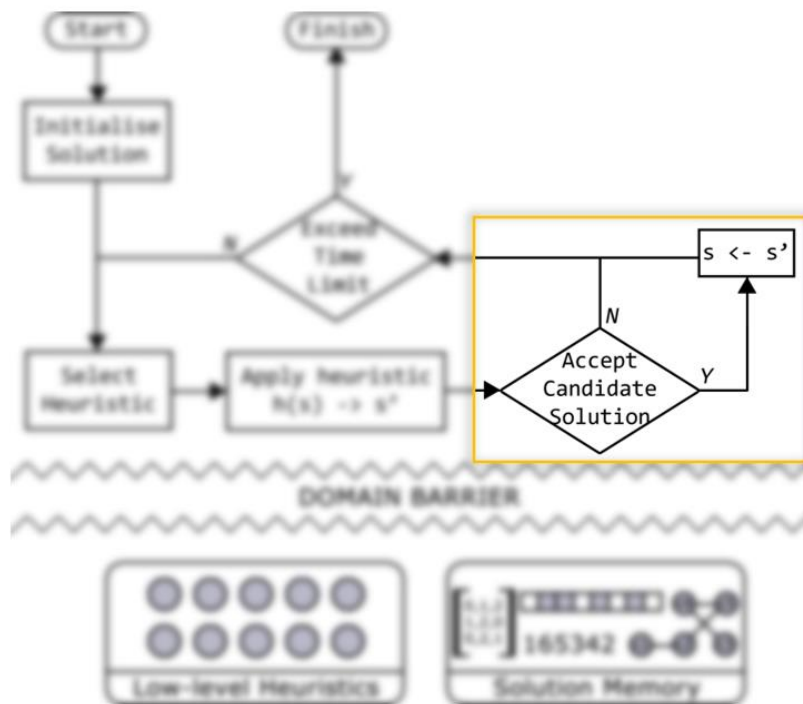 Start
Finish
Initialise
Solution
Y
N
Exceed
Time
Limit
s <- s’
N
Select
Heuristic
Apply heuristic
h(s) -> s’
Accept
Candidate
Solution
Y
DOMAIN BARRIER
165342
Low-level Heuristics
Solution Memory